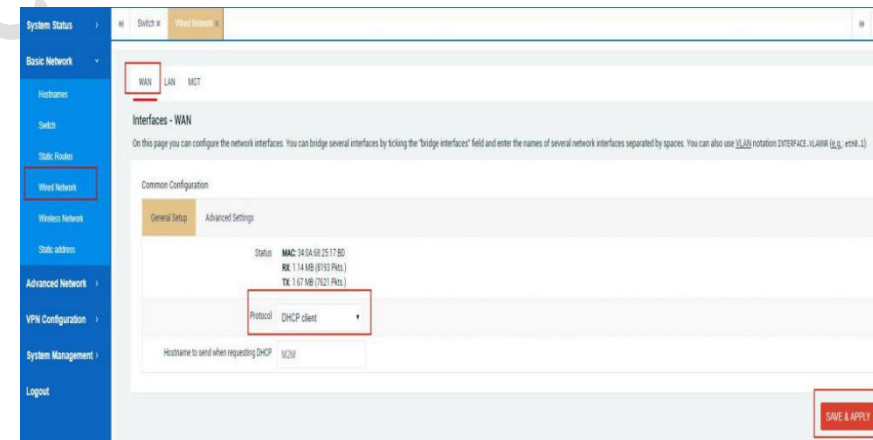 System Status
Switch x
Wired Network x
Basic Network
WAN LAN MGT
Hostnames
Switch
Static Routes
Wired Network
Wireless Network
Static address
Advanced Network
VPN Configuration
System Management
Logout
Interfaces - WAN
On this page you can configure the network interfaces. You can bridge several interfaces by ticking the "bridge interfaces" field and enter the names of several network interfaces separated by spaces. You can also use VLAN notation INTERFACE.VLANNR (e.g.: eth0.1).
Common Configuration
General Setup Advanced Settings
Status MAC: 34:0A:68:25:17:BD
RX: 1.14 MB (8193 Pkts.)
TX: 1.67 MB (7621 Pkts.)
Protocol DHCP client
Hostname to send when requesting DHCP M2M
SAVE & APPLY